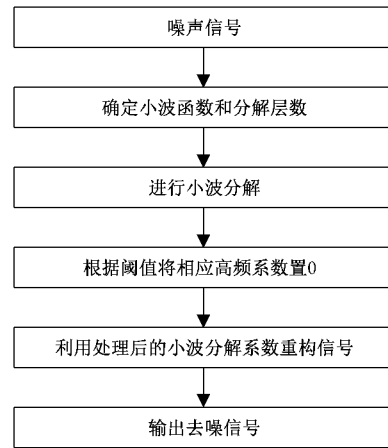 噪声信号
确定小波函数和分解层数
进行小波分解
根据阈值将相应高频系数置0
利用处理后的小波分解系数重构信号
输出去噪信号